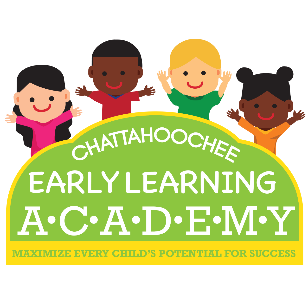 CHATTAHOOCHEE
EARLY LEARNING
A•C•A•D•E•M•Y
MAXIMIZE EVERY CHILD'S POTENTIAL FOR SUCCESS